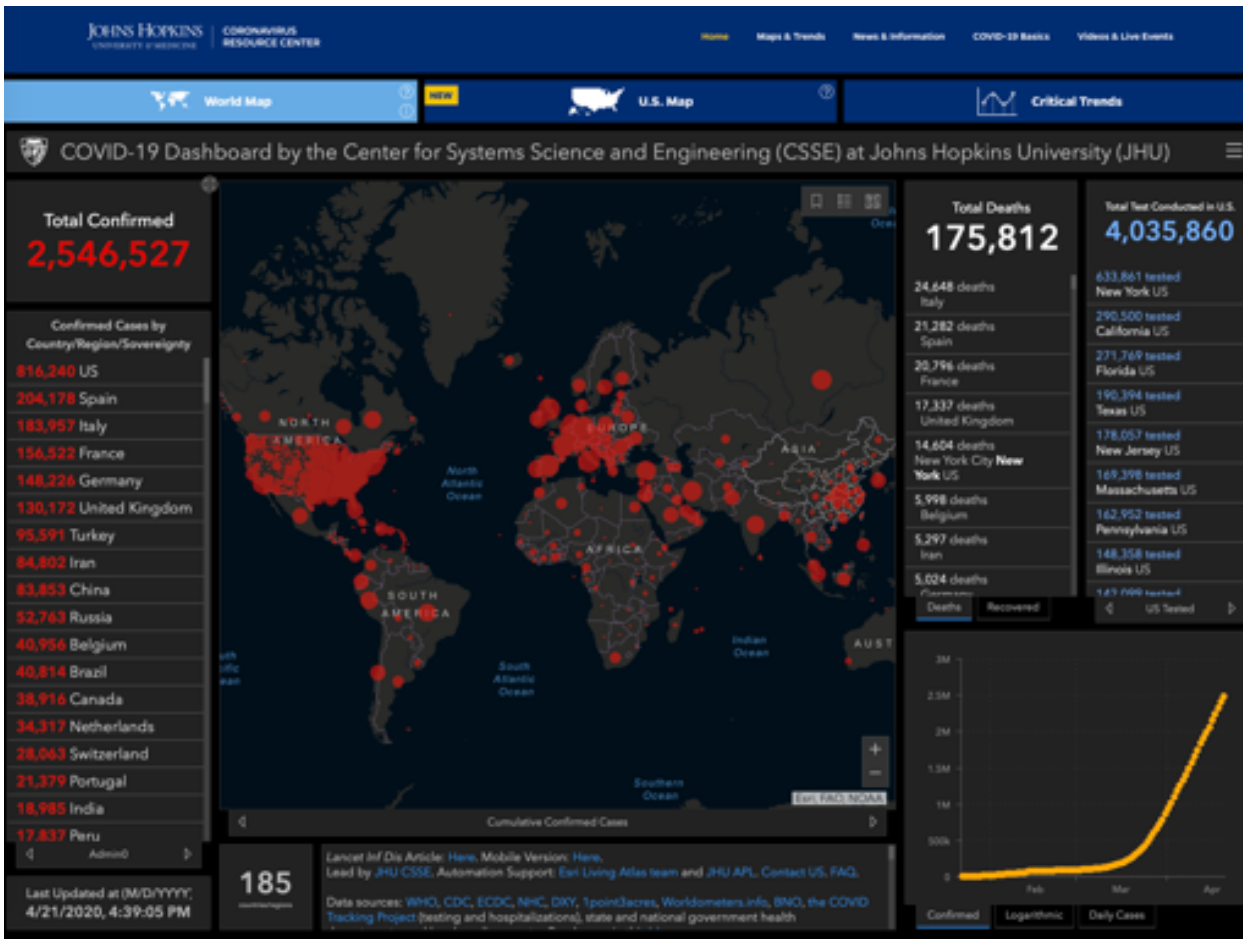 JOHNS HOPKINS
UNIVERSITY & MEDICINE
CORONAVIRUS
RESOURCE CENTER
Home
Maps & Trends
News & Information
COVID-19 Basics
Videos & Live Events
World Map
NEW
U.S. Map
Critical Trends
COVID-19 Dashboard by the Center for Systems Science and Engineering (CSSE) at Johns Hopkins University (JHU)
Total Confirmed
2,546,527
Confirmed Cases by
Country/Region/Sovereignty
816,240 US
204,178 Spain
183,957 Italy
156,522 France
148,226 Germany
130,172 United Kingdom
95,591 Turkey
84,802 Iran
83,853 China
52,763 Russia
40,956 Belgium
40,814 Brazil
38,916 Canada
34,317 Netherlands
28,063 Switzerland
21,379 Portugal
18,985 India
17,837 Peru
Admin0
Last Updated at (M/D/YYYY)
4/21/2020, 4:39:05 PM
NORTH
AMERICA
EUROPE
ASIA
North
Atlantic
Ocean
AFRICA
SOUTH
AMERICA
South
Atlantic
Ocean
Indian
Ocean
AUST
Southern
Ocean
Esri, FAO, NOAA
Cumulative Confirmed Cases
185
countries/regions
Lancet Inf Dis Article: Here. Mobile Version: Here.
Lead by JHU CSSE. Automation Support: Esri Living Atlas team and JHU APL. Contact US. FAQ.
Data sources: WHO, CDC, ECDC, NHC, DXY, 1point3acres, Worldometers.info, BNO, the COVID
Tracking Project (testing and hospitalizations), state and national government health
Total Deaths
175,812
24,648 deaths
Italy
21,282 deaths
Spain
20,796 deaths
France
17,337 deaths
United Kingdom
14,604 deaths
New York City New
York US
5,998 deaths
Belgium
5,297 deaths
Iran
5,024 deaths
Germany
Deaths
Recovered
Total Test Conducted in U.S.
4,035,860
633,861 tested
New York US
290,500 tested
California US
271,769 tested
Florida US
190,394 tested
Texas US
178,057 tested
New Jersey US
169,398 tested
Massachusetts US
162,952 tested
Pennsylvania US
148,358 tested
Illinois US
US Tested
3M
2.5M
2M
1.5M
1M
500k
0
Feb
Mar
Apr
Confirmed
Logarithmic
Daily Cases